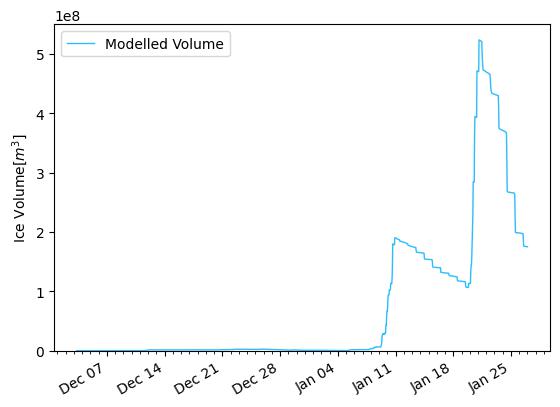 1e8
Modelled Volume
5
4
3
2
1
0
Ice Volume[m³]
Dec 07
Dec 14
Dec 21
Dec 28
Jan 04
Jan 11
Jan 18
Jan 25